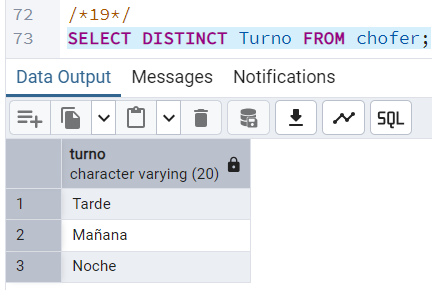 72 /*19*/
73 SELECT DISTINCT Turno FROM chofer;
Data Output Messages Notifications
SQL
turno
character varying (20)
1 Tarde
2 Mañana
3 Noche